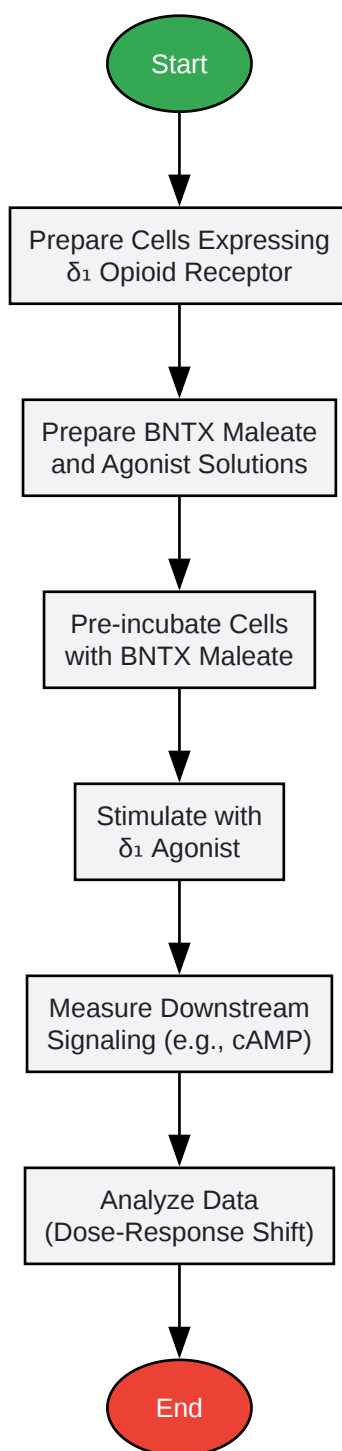 Start
Prepare Cells Expressing
δ₁ Opioid Receptor
Prepare BNTX Maleate
and Agonist Solutions
Pre-incubate Cells
with BNTX Maleate
Stimulate with
δ₁ Agonist
Measure Downstream
Signaling (e.g., cAMP)
Analyze Data
(Dose-Response Shift)
End